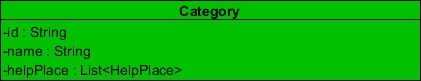 Category
-id : String
-name : String
-helpPlace : List<HelpPlace>